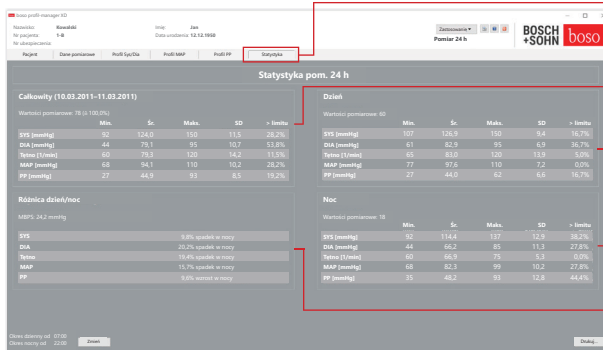 boso profil-manager XD
Nazwisko: Kowalski Imię: Jan
Nr pacjenta: 1-B Data urodzenia: 12.12.1950
Nr ubezpieczenia:
Zastosowanie
Pomiar 24 h
BOSCH + SOHN boso
Pacjent Dane pomiarowe Profil Sys/Dia Profil MAP Profil PP Statystyka
Statystyka pom. 24 h
Całkowity (10.03.2011–11.03.2011)
Wartości pomiarowe: 78 (≙ 100,0%)
Min. Śr. Maks. SD > limitu
SYS [mmHg] 92 124,0 150 11,5 28,2%
DIA [mmHg] 44 79,1 95 10,7 53,8%
Tętno [1/min] 60 79,3 120 14,2 11,5%
MAP [mmHg] 68 94,1 110 10,2 28,2%
PP [mmHg] 27 44,9 93 8,5 19,2%
Dzień
Wartości pomiarowe: 60
Min. Śr. Maks. SD > limitu
SYS [mmHg] 107 126,9 150 9,4 16,7%
DIA [mmHg] 61 82,9 95 6,9 36,7%
Tętno [1/min] 65 83,0 120 13,9 5,0%
MAP [mmHg] 77 97,6 110 7,2 0,0%
PP [mmHg] 27 44,0 62 6,6 16,7%
Różnica dzień/noc
MBPS: 24,2 mmHg
SYS 9,8% spadek w nocy
DIA 20,2% spadek w nocy
Tętno 19,4% spadek w nocy
MAP 15,7% spadek w nocy
PP 9,6% wzrost w nocy
Noc
Wartości pomiarowe: 18
Min. Śr. Maks. SD > limitu
SYS [mmHg] 92 114,4 137 12,9 38,2%
DIA [mmHg] 44 66,2 85 11,3 27,8%
Tętno [1/min] 60 66,9 75 5,3 0,0%
MAP [mmHg] 68 82,3 99 10,2 27,8%
PP [mmHg] 35 48,2 93 12,8 44,4%
Okres dzienny od 07:00
Okres nocny od 22:00
Zmień
Drukuj...